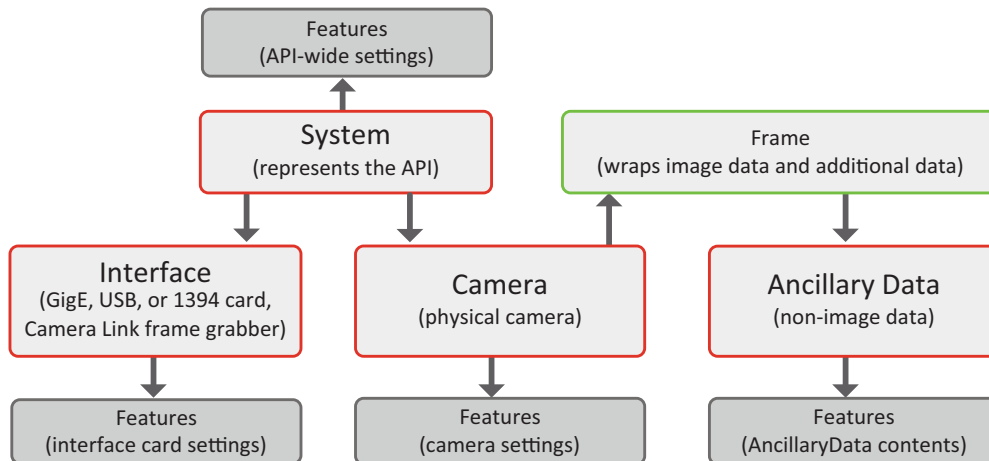 Features
(API-wide settings)
System
(represents the API)
Frame
(wraps image data and additional data)
Interface
(GigE, USB, or 1394 card,
Camera Link frame grabber)
Camera
(physical camera)
Ancillary Data
(non-image data)
Features
(interface card settings)
Features
(camera settings)
Features
(AncillaryData contents)